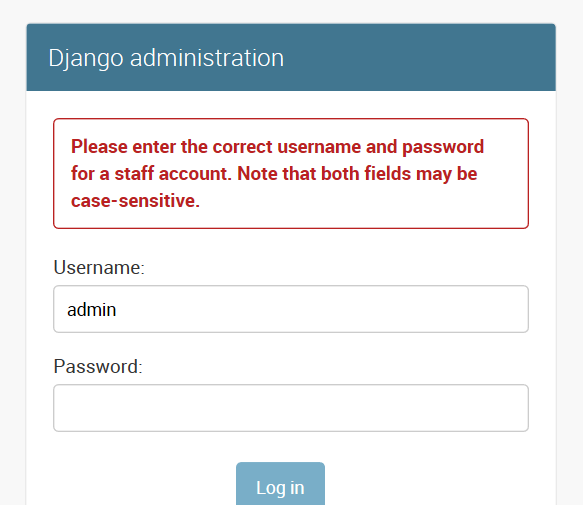 Django administration
Please enter the correct username and password
for a staff account. Note that both fields may be
case-sensitive.
Username:
admin
Password:
Log in